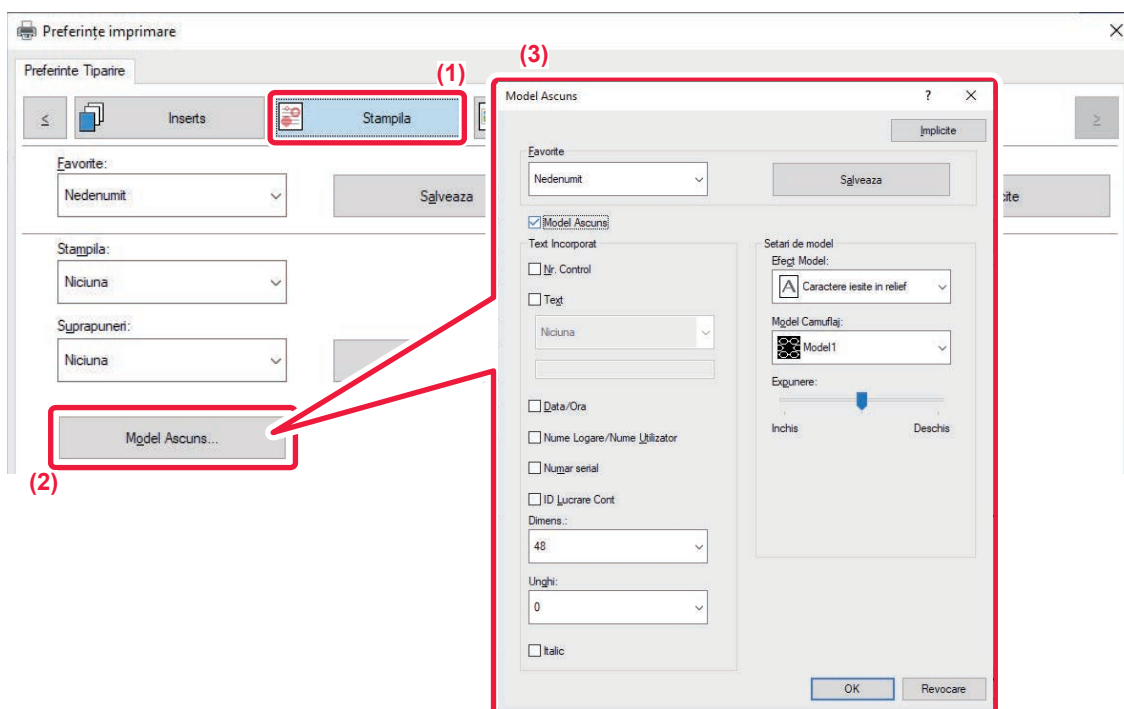 Preferințe imprimare
Preferinte Tiparire
(1)
(3)
<
Inserts
Stampila
>
Favorite:
Nedenumit
Salveaza
cite
Stampila:
Niciuna
Suprapuneri:
Niciuna
Model Ascuns...
(2)
Model Ascuns
?
Implicite
Favorite
Nedenumit
Salveaza
Model Ascuns
Text Incorporat
Nr. Control
Text
Niciuna
Data/Ora
Nume Logare/Nume Utilizator
Numar serial
ID Lucrare Cont
Dimens.:
48
Unghi:
0
Italic
Setari de model
Efect Model:
A Caractere iesite in relief
Model Camuflaj:
Model1
Expunere:
Inchis Deschis
OK Revocare